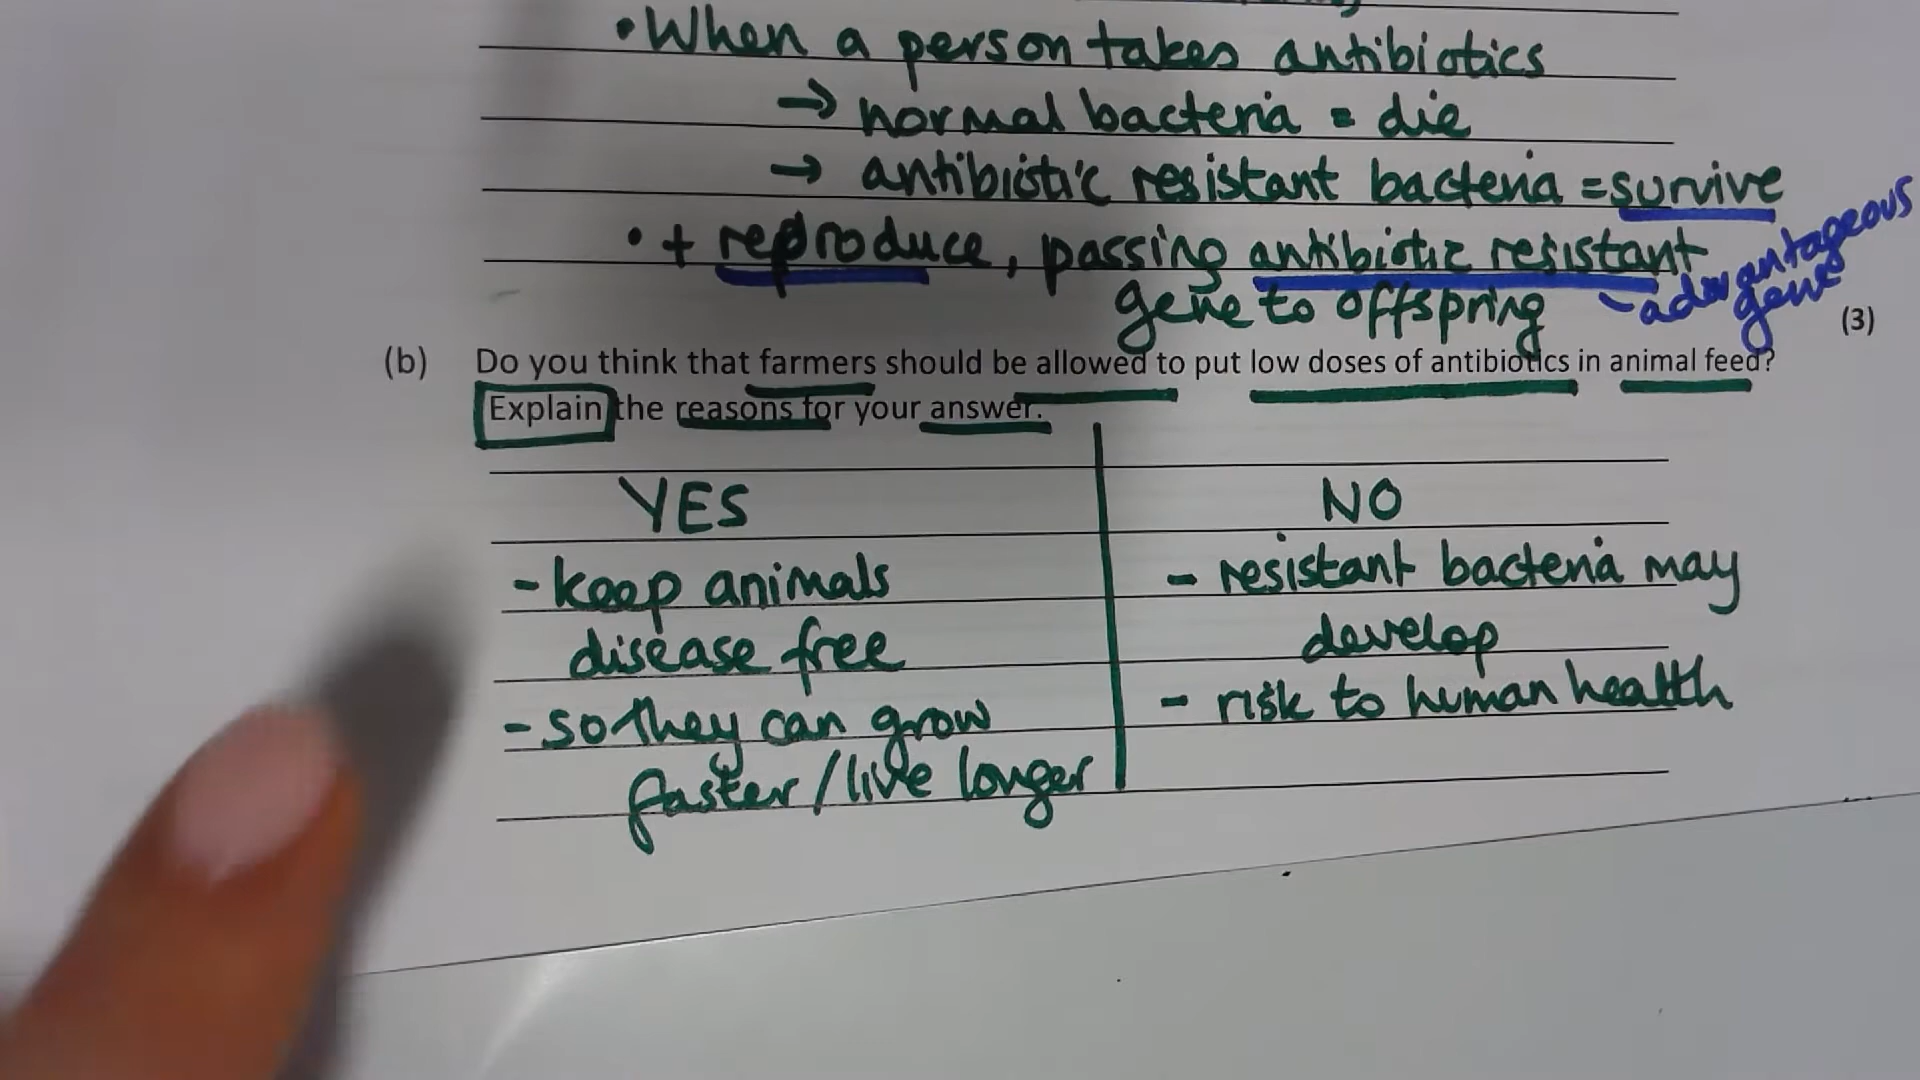 • When a person takes antibiotics
→ normal bacteria = die
→ antibiotic resistant bacteria = survive
• + reproduce, passing antibiotic resistant
gene to offspring - advantageous
gene
(3)
(b) Do you think that farmers should be allowed to put low doses of antibiotics in animal feed?
Explain the reasons for your answer.
YES
- keep animals
disease free
- so they can grow
faster / live longer
NO
- resistant bacteria may
develop
- risk to human health